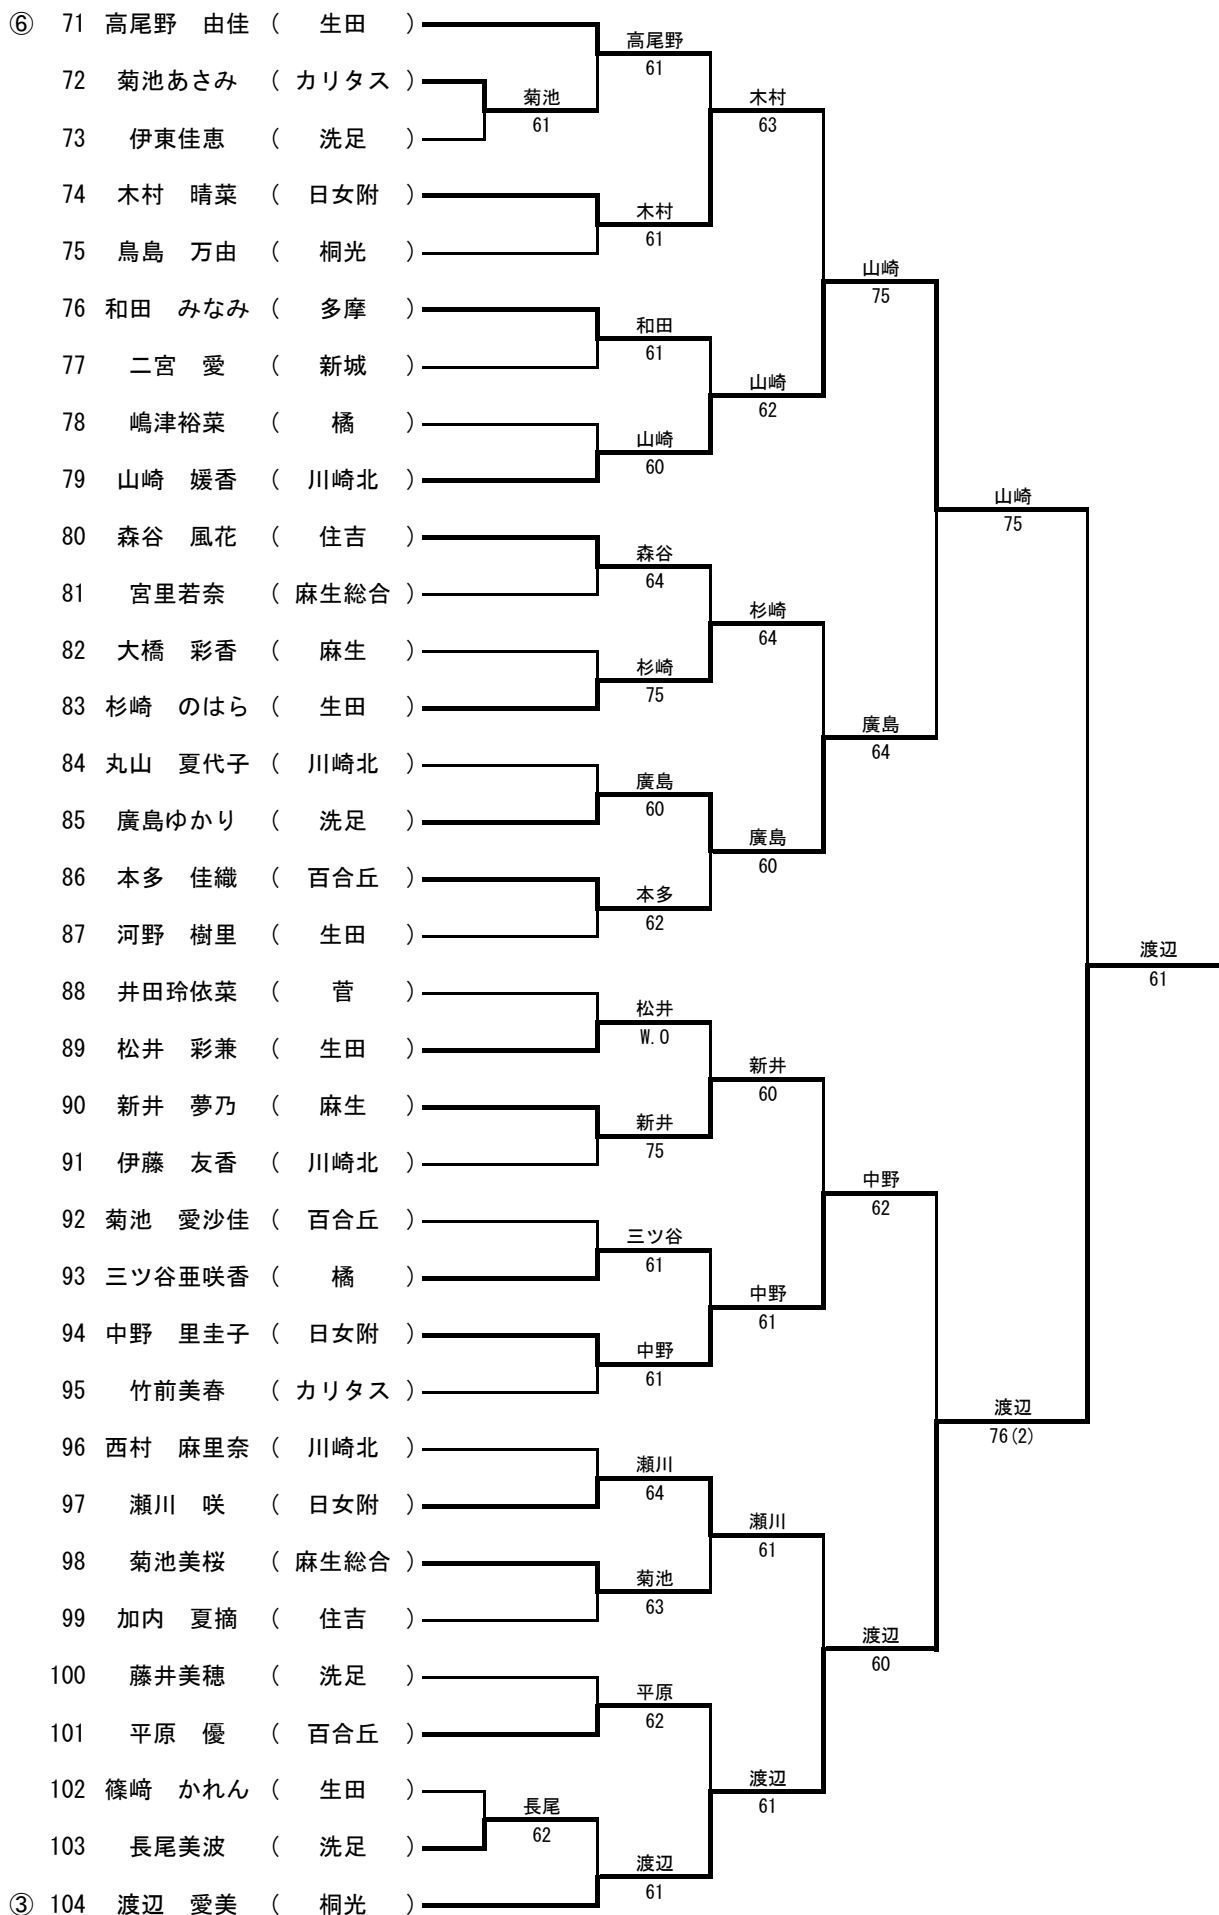 ⑥ 71 高尾野 由佳 ( 生田 )
高尾野
61
72 菊池あさみ ( カリタス )
菊池
61
木村
63
73 伊東佳恵 ( 洗足 )
74 木村 晴菜 ( 日女附 )
木村
61
75 鳥島 万由 ( 桐光 )
山崎
75
76 和田 みなみ ( 多摩 )
和田
61
77 二宮 愛 ( 新城 )
山崎
62
78 嶋津裕菜 ( 橘 )
山崎
60
79 山崎 媛香 ( 川崎北 )
山崎
75
80 森谷 風花 ( 住吉 )
森谷
64
81 宮里若奈 ( 麻生総合 )
杉崎
64
82 大橋 彩香 ( 麻生 )
杉崎
75
83 杉崎 のはら ( 生田 )
廣島
64
84 丸山 夏代子 ( 川崎北 )
廣島
60
85 廣島ゆかり ( 洗足 )
廣島
60
86 本多 佳織 ( 百合丘 )
本多
62
87 河野 樹里 ( 生田 )
渡辺
61
88 井田玲依菜 ( 菅 )
松井
W.O
89 松井 彩兼 ( 生田 )
新井
60
90 新井 夢乃 ( 麻生 )
新井
75
91 伊藤 友香 ( 川崎北 )
中野
62
92 菊池 愛沙佳 ( 百合丘 )
三ツ谷
61
93 三ツ谷亜咲香 ( 橘 )
中野
61
94 中野 里圭子 ( 日女附 )
中野
61
95 竹前美春 ( カリタス )
渡辺
76(2)
96 西村 麻里奈 ( 川崎北 )
瀬川
64
97 瀬川 咲 ( 日女附 )
瀬川
61
98 菊池美桜 ( 麻生総合 )
菊池
63
99 加内 夏摘 ( 住吉 )
渡辺
60
100 藤井美穂 ( 洗足 )
平原
62
101 平原 優 ( 百合丘 )
渡辺
61
102 篠﨑 かれん ( 生田 )
長尾
62
103 長尾美波 ( 洗足 )
渡辺
61
③ 104 渡辺 愛美 ( 桐光 )